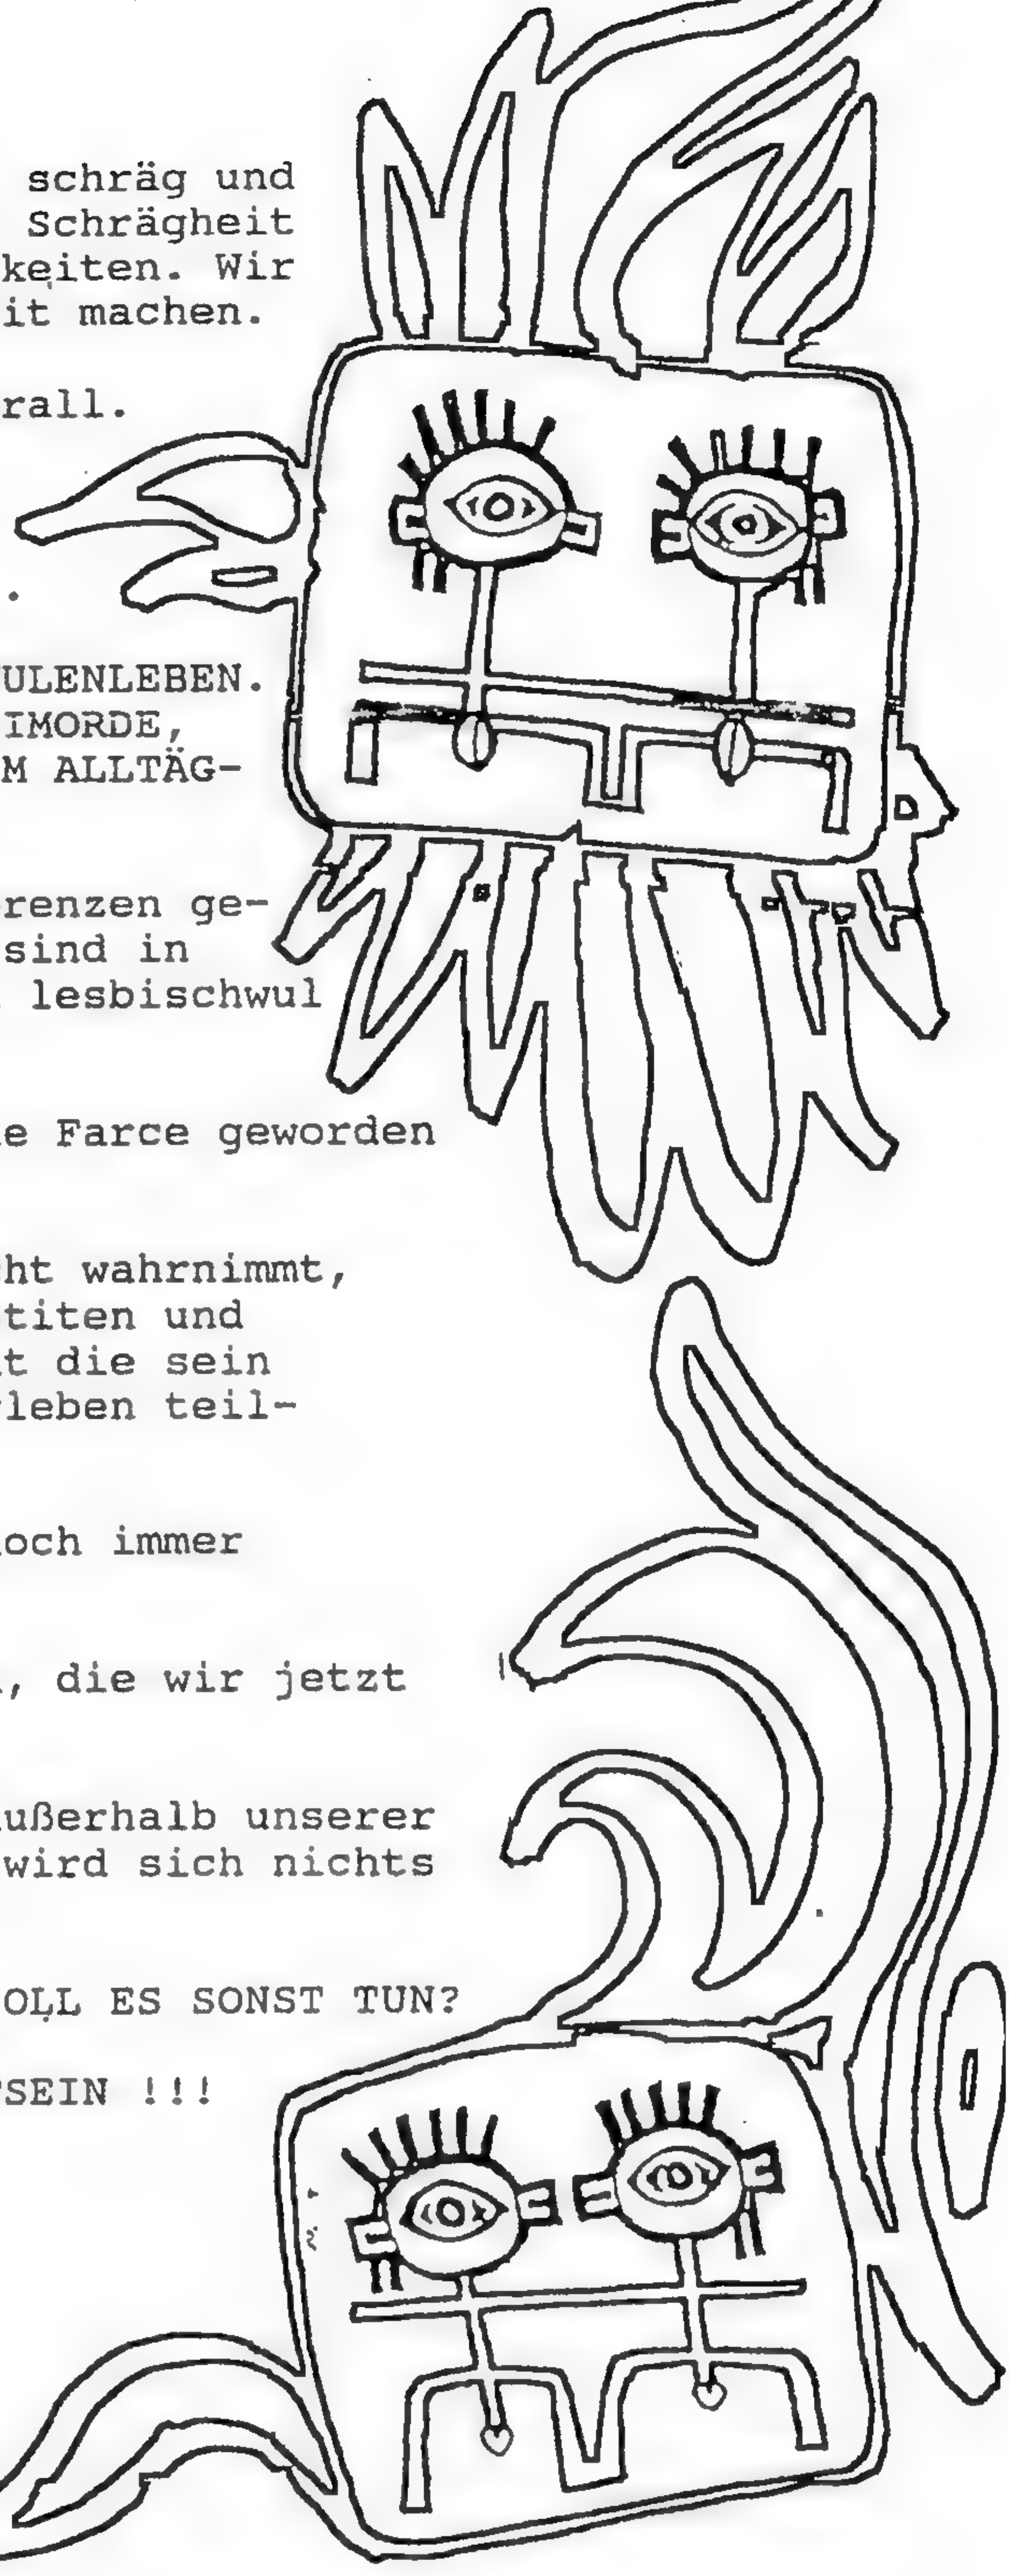 schräg und
Schrägheit
keiten. Wir
it machen.
rall.
.
ULENLEBEN.
IMORDE,
M ALLTÄG-
renzen ge-
sind in
lesbischwul
e Farce geworden
ht wahrnimmt,
titen und
t die sein
leben teil-
och immer
, die wir jetzt
ußerhalb unserer
wird sich nichts
OLL ES SONST TUN?
SEIN !!!